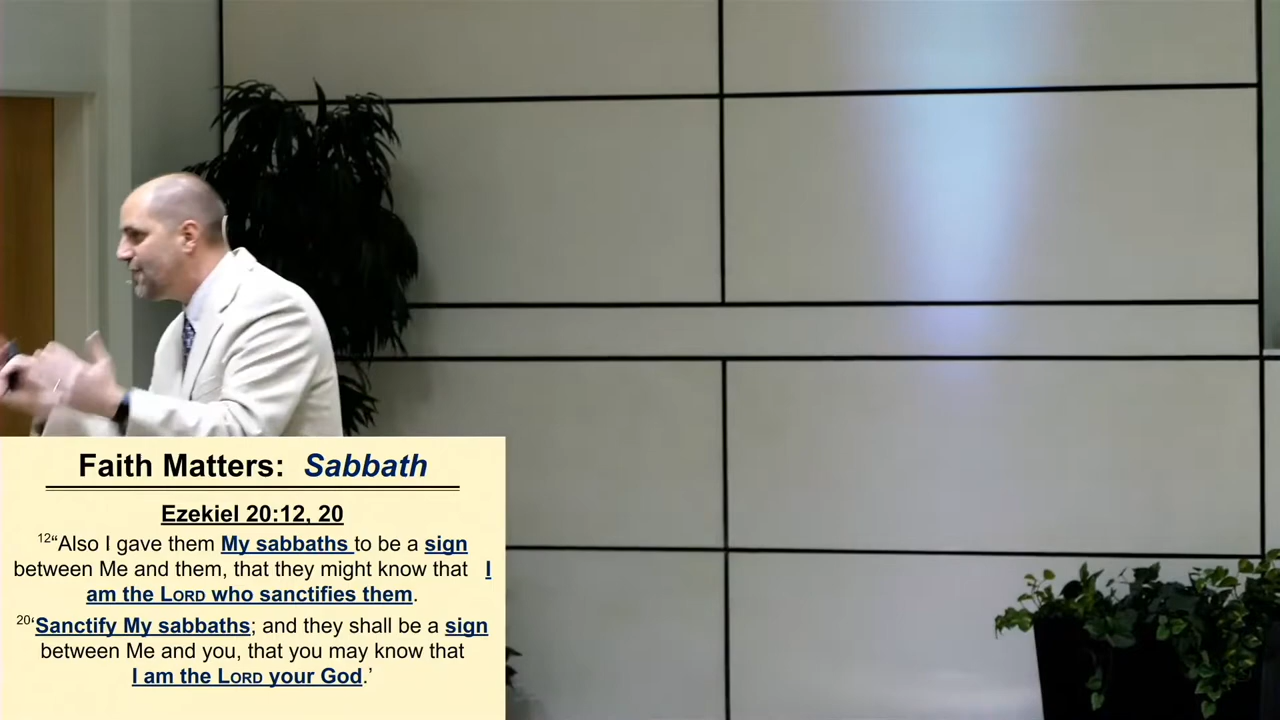 Faith Matters: Sabbath
Ezekiel 20:12, 20
12“Also I gave them My sabbaths to be a sign
between Me and them, that they might know that I
am the LORD who sanctifies them.
20‘Sanctify My sabbaths; and they shall be a sign
between Me and you, that you may know that
I am the LORD your God.’